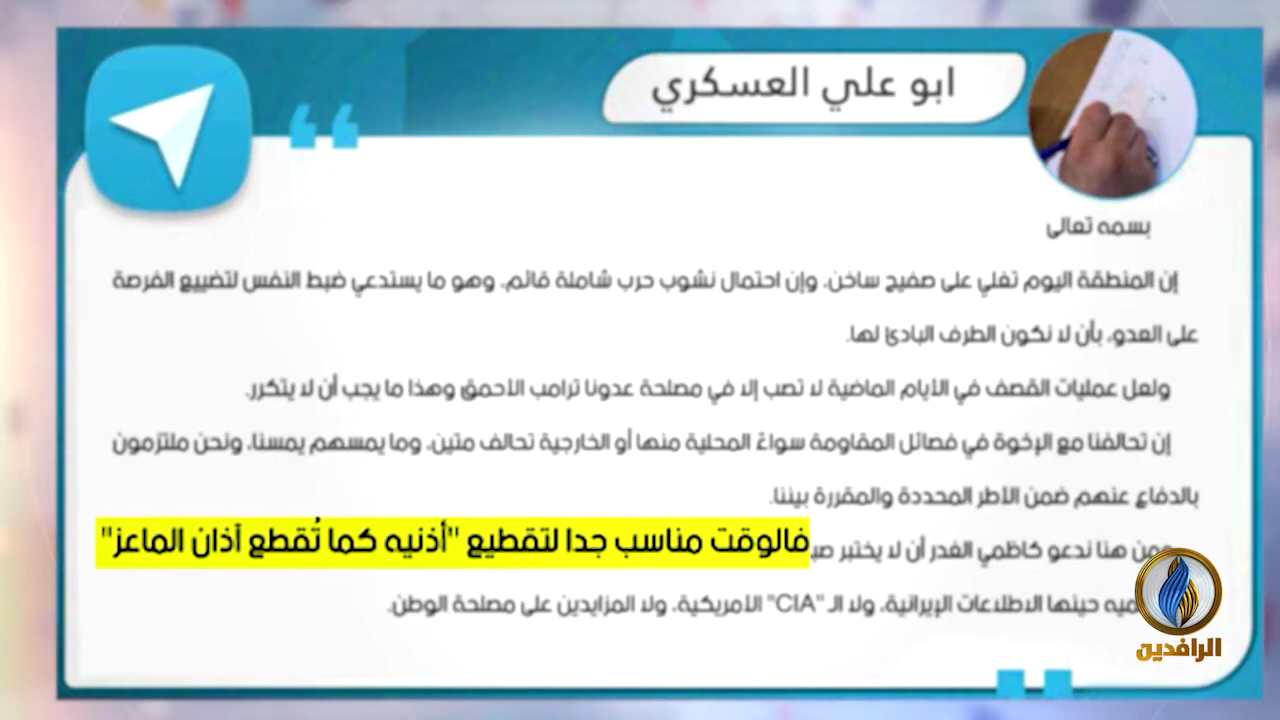 ابو علي العسكري
بسمه تعالى
إن المنطقة اليوم تغلي على صفيح ساخن، وإن احتمال نشوب حرب شاملة قائم، وهو ما يستدعي ضبط النفس لتضييع الفرصة
على العدو، بأن لا نكون الطرف البادئ لها.
ولعل عمليات القصف في الأيام الماضية لا تصب إلا في مصلحة عدونا ترامب الأحمق وهذا ما يجب أن لا يتكرر.
إن تحالفنا مع الإخوة في فصائل المقاومة سواءً المحلية منها أو الخارجية تحالف متين، وما يمسهم يمسنا، ونحن ملتزمون
بالدفاع عنهم ضمن الأطر المحددة والمقررة بيننا.
ومن هنا ندعو كاظمي الغدر أن لا يختبر فالوقت مناسب جدا لتقطيع "أذنيه كما تُقطع آذان الماعز"
حينها الاطلاعات الإيرانية، ولا الـ "CIA" الأمريكية، ولا المزايدين على مصلحة الوطن.
الرافدين